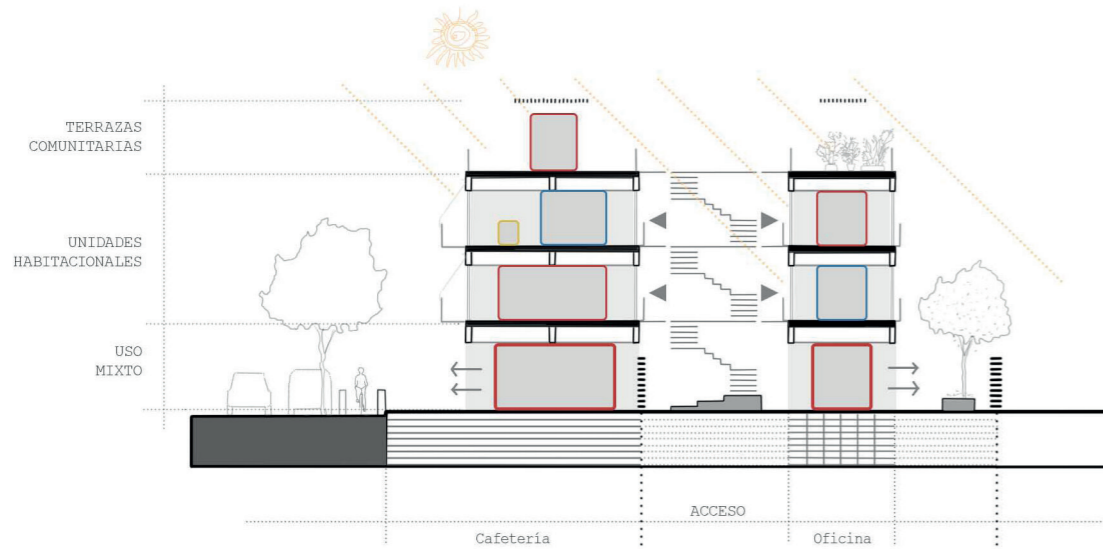 TERRAZAS
COMUNITARIAS
UNIDADES
HABITACIONALES
USO
MIXTO
ACCESO
Cafetería
Oficina